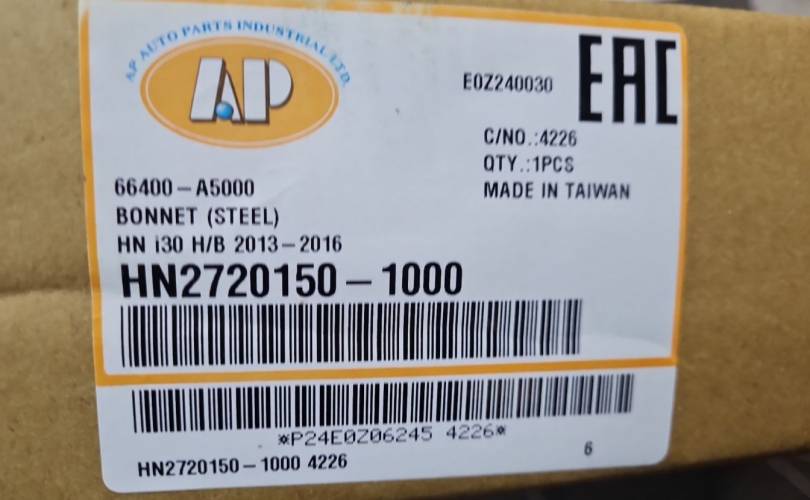 AP AUTO PARTS INDUSTRIAL LTD.
AP
E0Z240030
EAC
C/NO.:4226
QTY.:1PCS
MADE IN TAIWAN
66400-A5000
BONNET (STEEL)
HN i30 H/B 2013-2016
HN2720150-1000
*P24E0Z06245 4226*
HN2720150-1000 4226
6